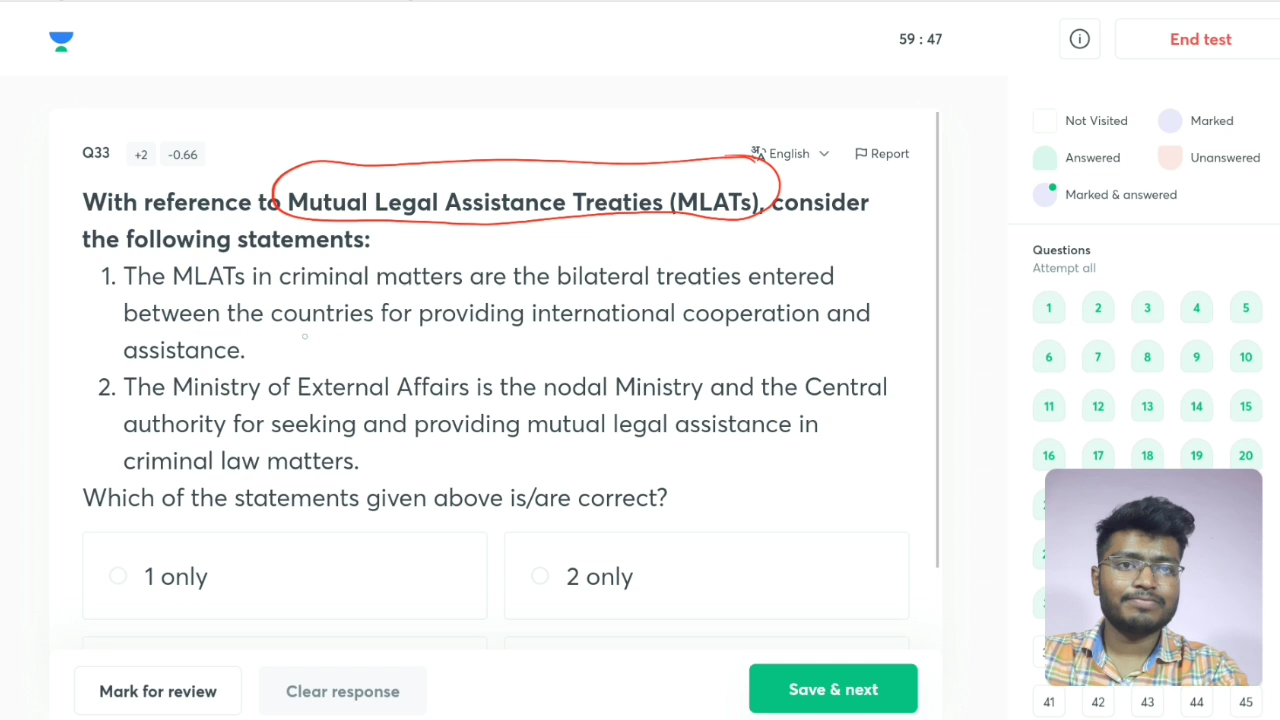 59 : 47
End test
Not Visited
Marked
Answered
Unanswered
Marked & answered
Q33
+2
-0.66
English
Report
With reference to Mutual Legal Assistance Treaties (MLATs), consider
the following statements:
1. The MLATs in criminal matters are the bilateral treaties entered
between the countries for providing international cooperation and
assistance.
2. The Ministry of External Affairs is the nodal Ministry and the Central
authority for seeking and providing mutual legal assistance in
criminal law matters.
Which of the statements given above is/are correct?
1 only
2 only
Mark for review
Clear response
Save & next
Questions
Attempt all
1 2 3 4 5
6 7 8 9 10
11 12 13 14 15
16 17 18 19 20
41 42 43 44 45